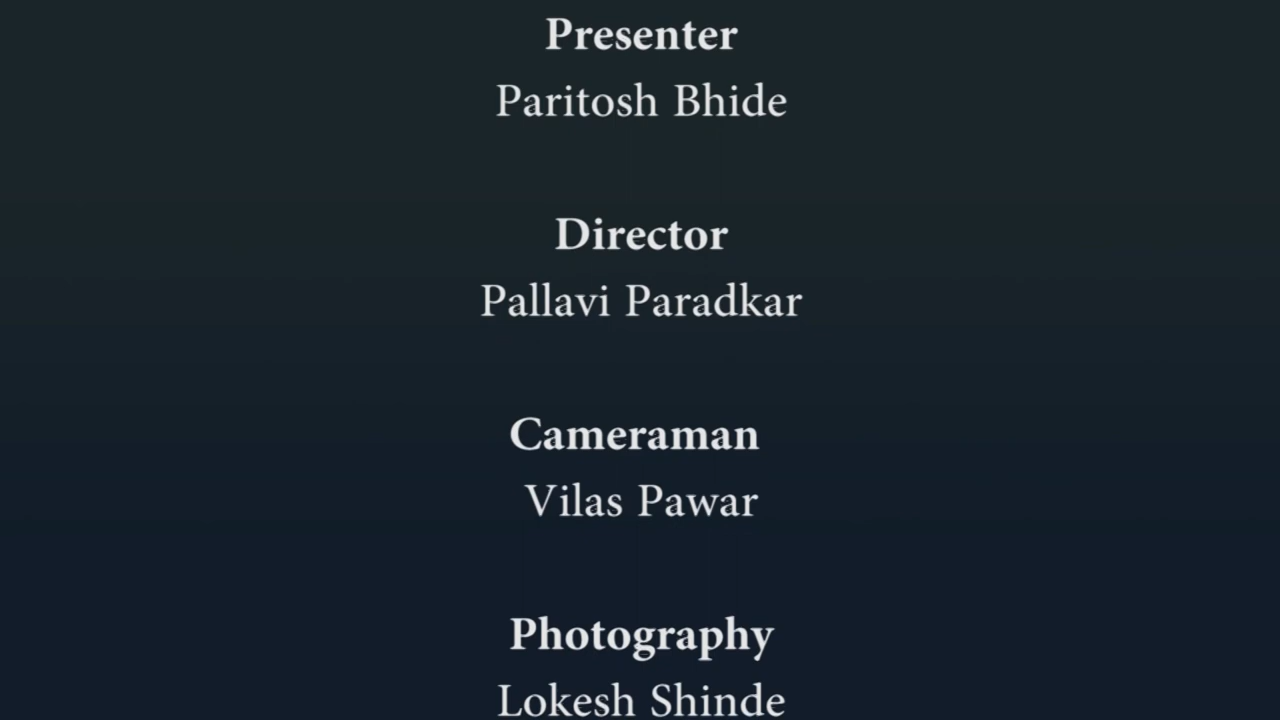 Presenter
Paritosh Bhide
Director
Pallavi Paradkar
Cameraman
Vilas Pawar
Photography
Lokesh Shinde